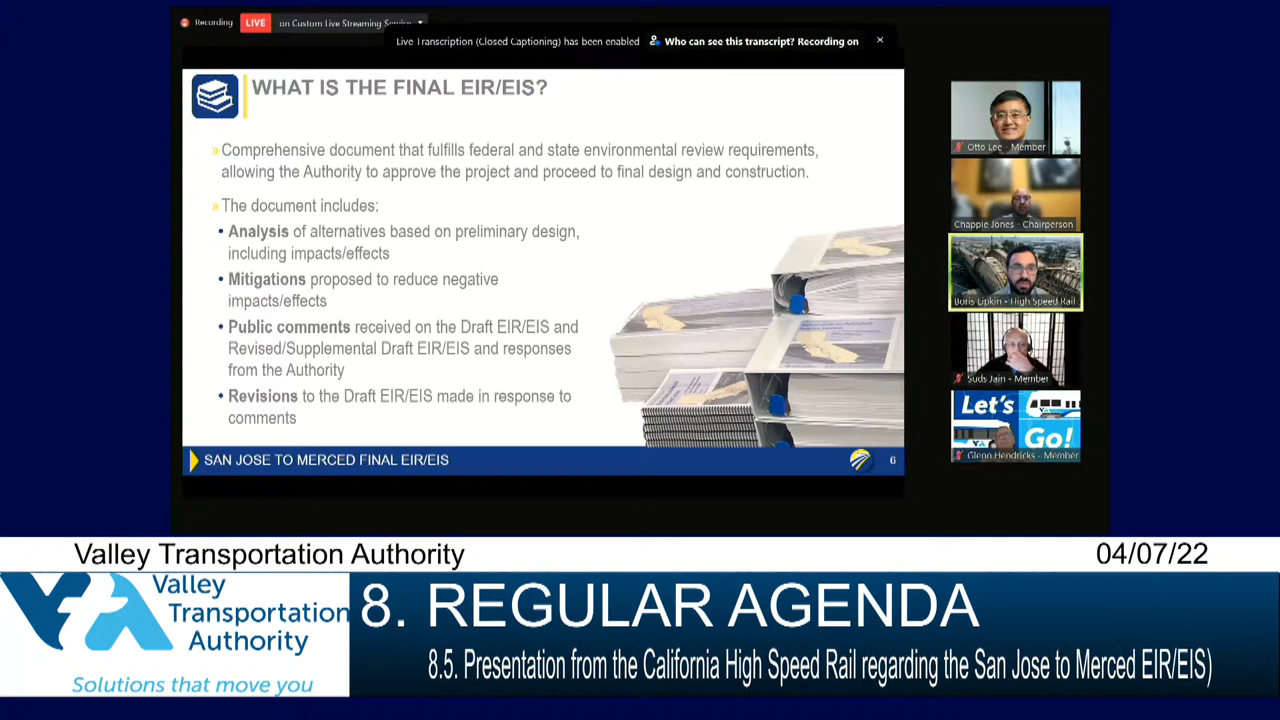 Recording LIVE on Custom Live Streaming Service
Live Transcription (Closed Captioning) has been enabled Who can see this transcript? Recording on
WHAT IS THE FINAL EIR/EIS?
» Comprehensive document that fulfills federal and state environmental review requirements,
allowing the Authority to approve the project and proceed to final design and construction.
» The document includes:
• Analysis of alternatives based on preliminary design,
including impacts/effects
• Mitigations proposed to reduce negative
impacts/effects
• Public comments received on the Draft EIR/EIS and
Revised/Supplemental Draft EIR/EIS and responses
from the Authority
• Revisions to the Draft EIR/EIS made in response to
comments
SAN JOSE TO MERCED FINAL EIR/EIS
6
Otto Lee - Member
Chappie Jones - Chairperson
Boris Lipkin - High Speed Rail
Suds Jain - Member
Let's
Go!
Glenn Hendricks - Member
Valley Transportation Authority
04/07/22
Valley
Transportation
Authority
Solutions that move you
8. REGULAR AGENDA
8.5. Presentation from the California High Speed Rail regarding the San Jose to Merced EIR/EIS)